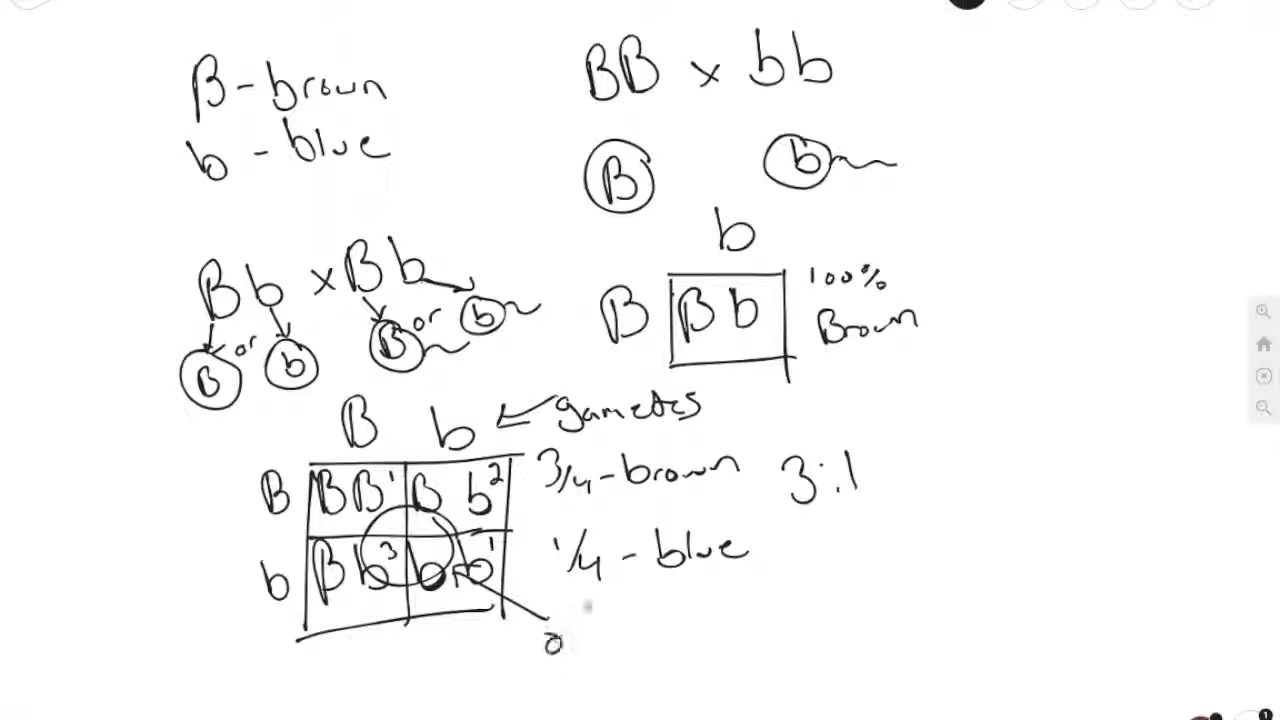 B - brown
b - blue
BB x bb
B b
b
B Bb
100%
Brown
Bb x Bb
B or b B or b
B b ← gametes
B BB¹ Bb²
b Bb³ bb¹
3/4 - brown 3:1
1/4 - blue